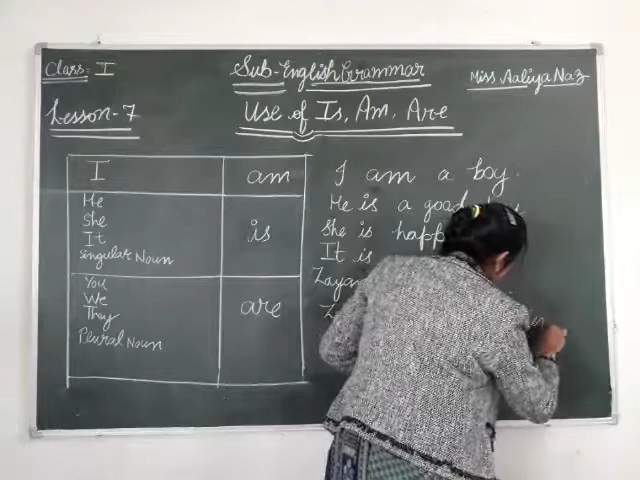 Class: I
Sub-English Grammar
Miss Aaliya Naz
Lesson-7
Use of Is, Am, Are
I am
He
She
It
Singular Noun
is
You
We
They
Plural Noun
are
I am a boy.
He is a good
She is
It is